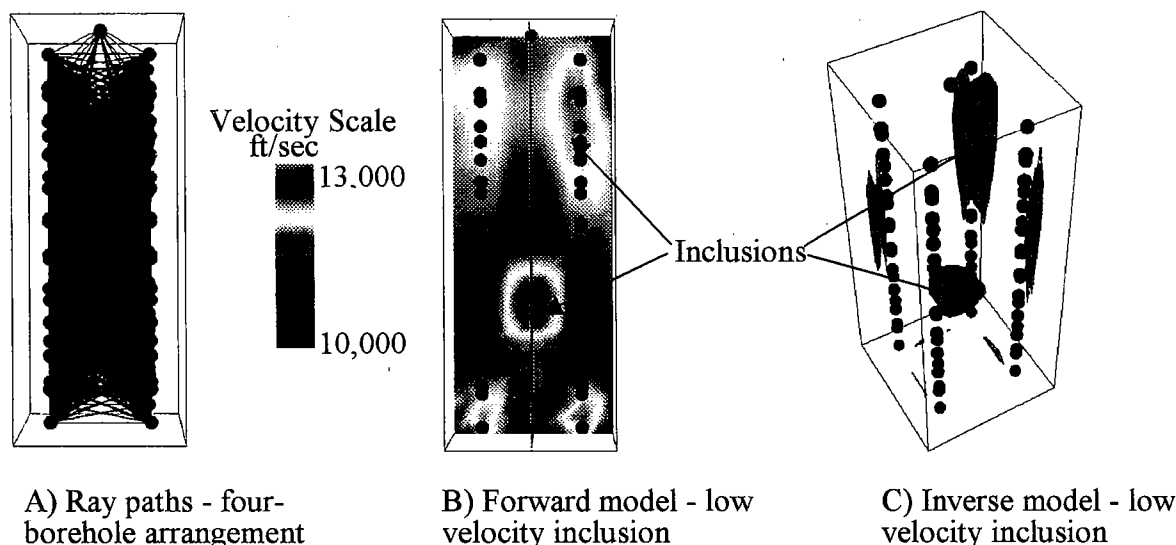 Velocity Scale
ft/sec
13,000
10,000
Inclusions
A) Ray paths - four-
borehole arrangement
B) Forward model - low
velocity inclusion
C) Inverse model - low
velocity inclusion